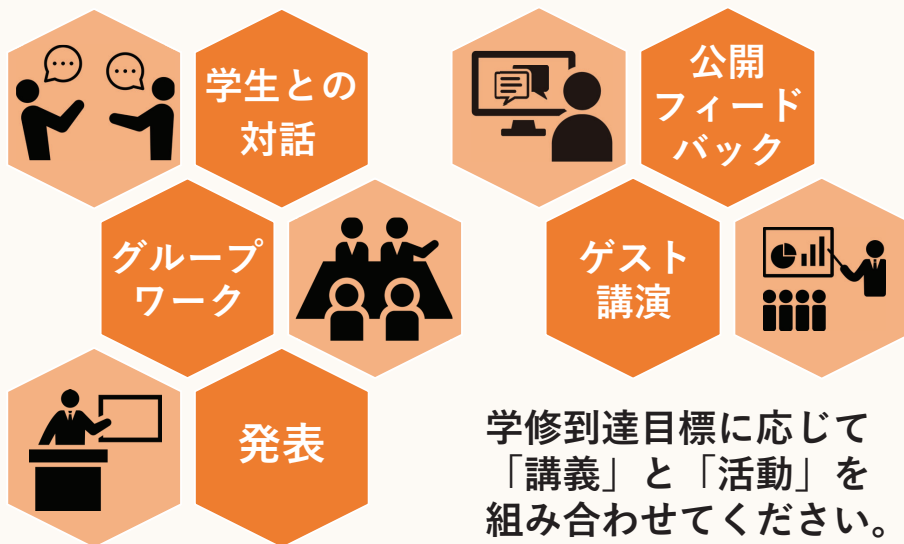 学生との
対話
公開
フィード
バック
グループ
ワーク
ゲスト
講演
発表
学修到達目標に応じて
「講義」と「活動」を
組み合わせてください。